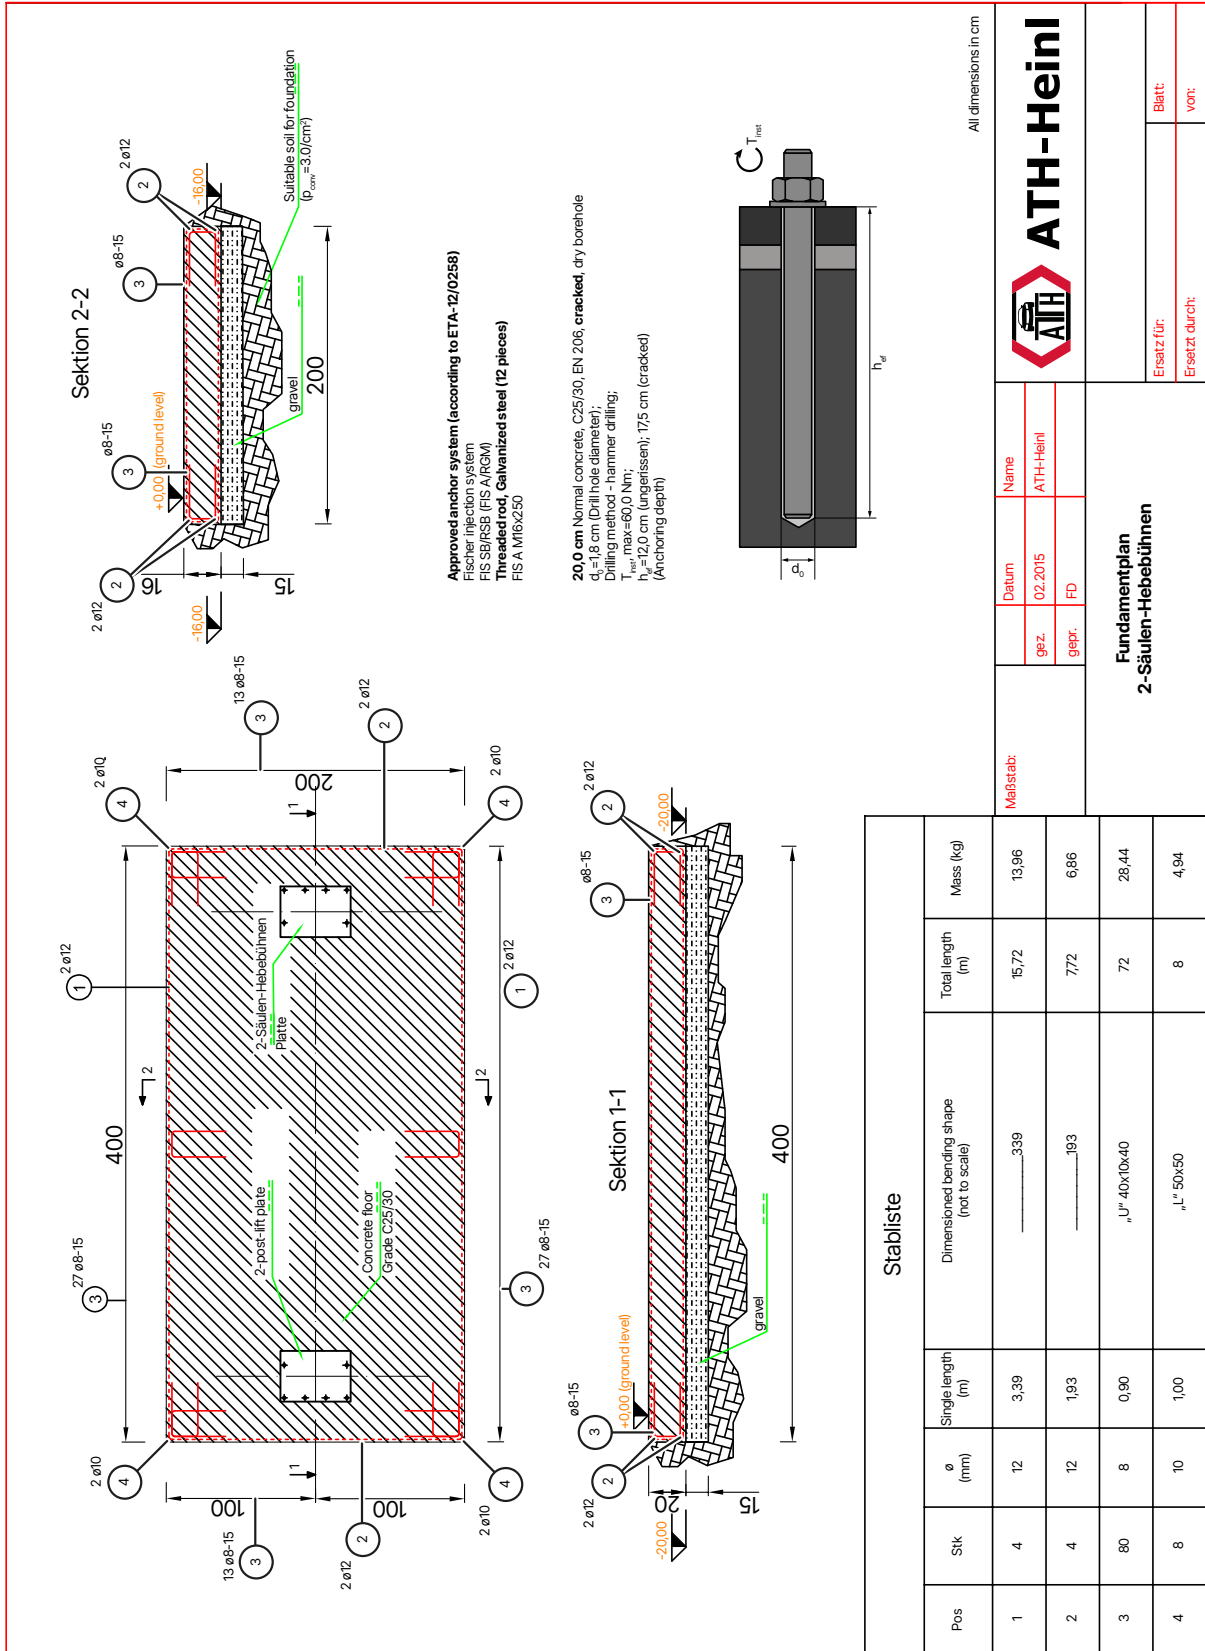 2 ø10
4
27 ø8-15
3
400
2 ø12
1
2 ø10
4
13 ø8-15
3
100
100
1
2
2
2-post-lift plate
Concrete floor
Grade C25/30
2-Säulen-Hebebühnen
Platte
1
200
13 ø8-15
3
2 ø12
2
2 ø12
2
2 ø10
4
3
27 ø8-15
1
2 ø12
4
2 ø10
Sektion 2-2
2 ø12
2
ø8-15
3
ø8-15
3
2 ø12
2
+0,00 (ground level)
-16,00
-16,00
16
15
gravel
200
Suitable soil for foundation
(pconv=3.0/cm²)
Sektion 1-1
2 ø12
2
ø8-15
3
ø8-15
3
2 ø12
2
+0,00 (ground level)
-20,00
-20,00
20
15
gravel
400
Approved anchor system (according to ETA-12/0258)
Fischer injection system
FIS SB/RSB (FIS A/RGM)
Threaded rod, Galvanized steel (12 pieces)
FIS A M16x250
20,0 cm Normal concrete, C25/30, EN 206, cracked, dry borehole
d0=1,8 cm (Drill hole diameter);
Drilling method - hammer drilling;
Tinst, max=60,0 Nm;
hef=12,0 cm (ungerissen); 17,5 cm (cracked)
(Anchoring depth)
Tinst
d0
hef
All dimensions in cm
Stabliste
Pos Stk ø (mm) Single length (m) Dimensioned bending shape (not to scale) Total length (m) Mass (kg)
1 4 12 3,39 339 15,72 13,96
2 4 12 1,93 193 7,72 6,86
3 80 8 0,90 „U“ 40x10x40 72 28,44
4 8 10 1,00 „L“ 50x50 8 4,94
Maßstab:
Datum Name
gez. 02.2015 ATH-Heinl
gepr. FD
Fundamentplan
2-Säulen-Hebebühnen
ATH
ATH-Heinl
Ersatz für:
Blatt:
Ersetzt durch:
von: